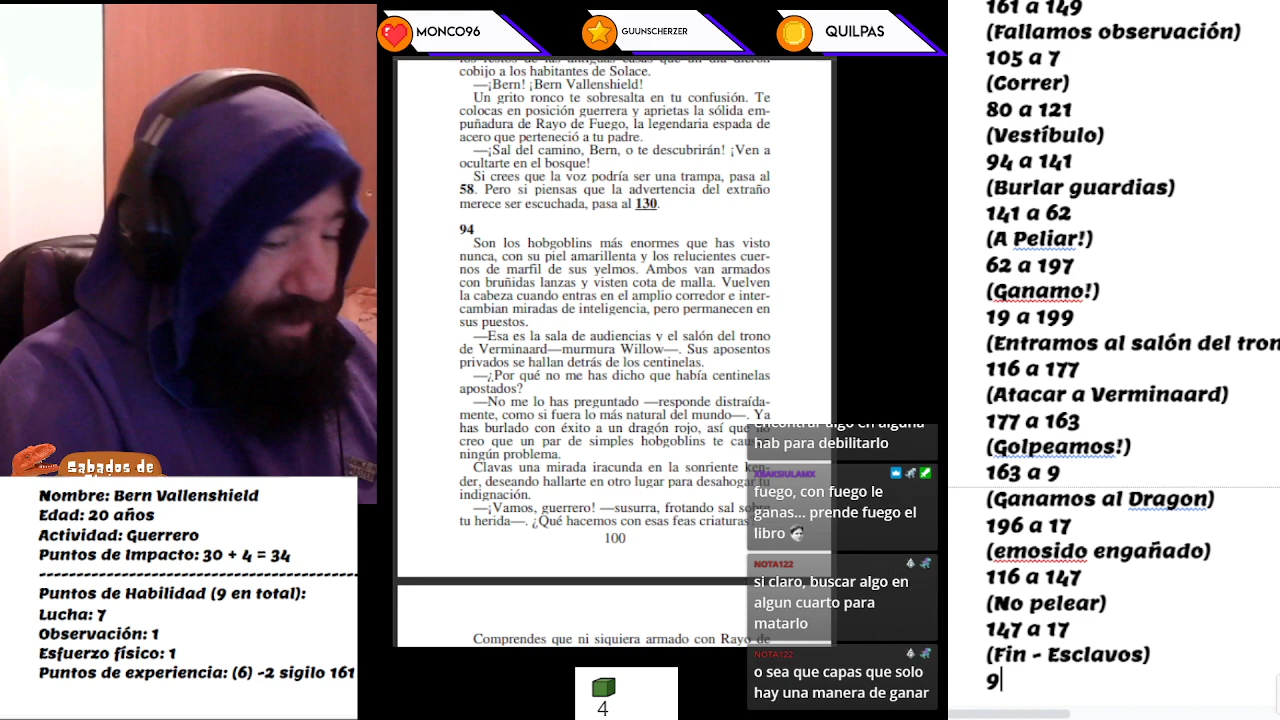 MONCO96
GUUNSCHERZER
QUILPAS
cobijo a los habitantes de Solace.
—¡Bern! ¡Bern Vallenshield!
Un grito ronco te sobresalta en tu confusión. Te
colocas en posición guerrera y aprietas la sólida em-
puñadura de Rayo de Fuego, la legendaria espada de
acero que perteneció a tu padre.
—¡Sal del camino, Bern, o te descubrirán! ¡Ven a
ocultarte en el bosque!
Si crees que la voz podría ser una trampa, pasa al
58. Pero si piensas que la advertencia del extraño
merece ser escuchada, pasa al 130.
94
Son los hobgoblins más enormes que has visto
nunca, con su piel amarillenta y los relucientes cuer-
nos de marfil de sus yelmos. Ambos van armados
con bruñidas lanzas y visten cota de malla. Vuelven
la cabeza cuando entras en el amplio corredor e inter-
cambian miradas de inteligencia, pero permanecen en
sus puestos.
—Esa es la sala de audiencias y el salón del trono
de Verminaard—murmura Willow—. Sus aposentos
privados se hallan detrás de los centinelas.
—¿Por qué no me has dicho que había centinelas
apostados?
—No me lo has preguntado —responde distraída-
mente, como si fuera lo más natural del mundo—. Ya
has burlado con éxito a un dragón rojo, así que no
creo que un par de simples hobgoblins te
ningún problema.
Clavas una mirada iracunda en la sonriente ken-
der, deseando hallarte en otro lugar para desahogar tu
indignación.
—¡Vamos, guerrero! —susurra, frotando sal sobre
tu herida—. ¿Qué hacemos con esas feas criaturas
100
Comprendes que ni siquiera armado con Rayo de
encontrar algo en alguna
hab para debilitarlo
fuego, con fuego le
ganas... prende fuego el
libro
NOTA122
si claro, buscar algo en
algun cuarto para
matarlo
NOTA122
o sea que capas que solo
hay una manera de ganar
4
Sabados de
Nombre: Bern Vallenshield
Edad: 20 años
Actividad: Guerrero
Puntos de Impacto: 30 + 4 = 34
Puntos de Habilidad (9 en total):
Lucha: 7
Observación: 1
Esfuerzo físico: 1
Puntos de experiencia: (6) -2 sigilo 161
161 a 149
(Fallamos observación)
105 a 7
(Correr)
80 a 121
(Vestíbulo)
94 a 141
(Burlar guardias)
141 a 62
(A Peliar!)
62 a 197
(Ganamo!)
19 a 199
(Entramos al salón del tron
116 a 177
(Atacar a Verminaard)
177 a 163
(Golpeamos!)
163 a 9
(Ganamos al Dragon)
196 a 17
(emosido engañado)
116 a 147
(No pelear)
147 a 17
(Fin - Esclavos)
9